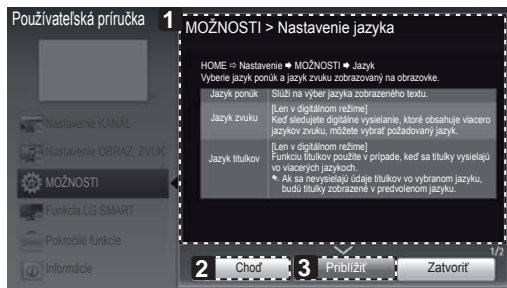 Používateľská príručka
1
MOŽNOSTI > Nastavenie jazyka
HOME ⇨ Nastavenie ➡ MOŽNOSTI ➡ Jazyk
Vyberie jazyk ponúk a jazyk zvuku zobrazovaný na obrazovke.
Jazyk ponúk
Slúži na výber jazyka zobrazeného textu.
Jazyk zvuku
[Len v digitálnom režime]
Keď sledujete digitálne vysielanie, ktoré obsahuje viacero
jazykov zvuku, môžete vybrať požadovaný jazyk.
Jazyk titulkov
[Len v digitálnom režime]
Funkciu titulkov použite v prípade, keď sa titulky vysielajú
vo viacerých jazykoch.
Ak sa nevysielajú údaje titulkov vo vybranom jazyku,
budú titulky zobrazené v predvolenom jazyku.
Nastavenie KANÁL
Nastavenie OBRAZ, ZVUK
MOŽNOSTI
Funkcia LG SMART
Pokročilé funkcie
Informácie
1/2
2 Choď
3 Priblížiť
Zatvoriť